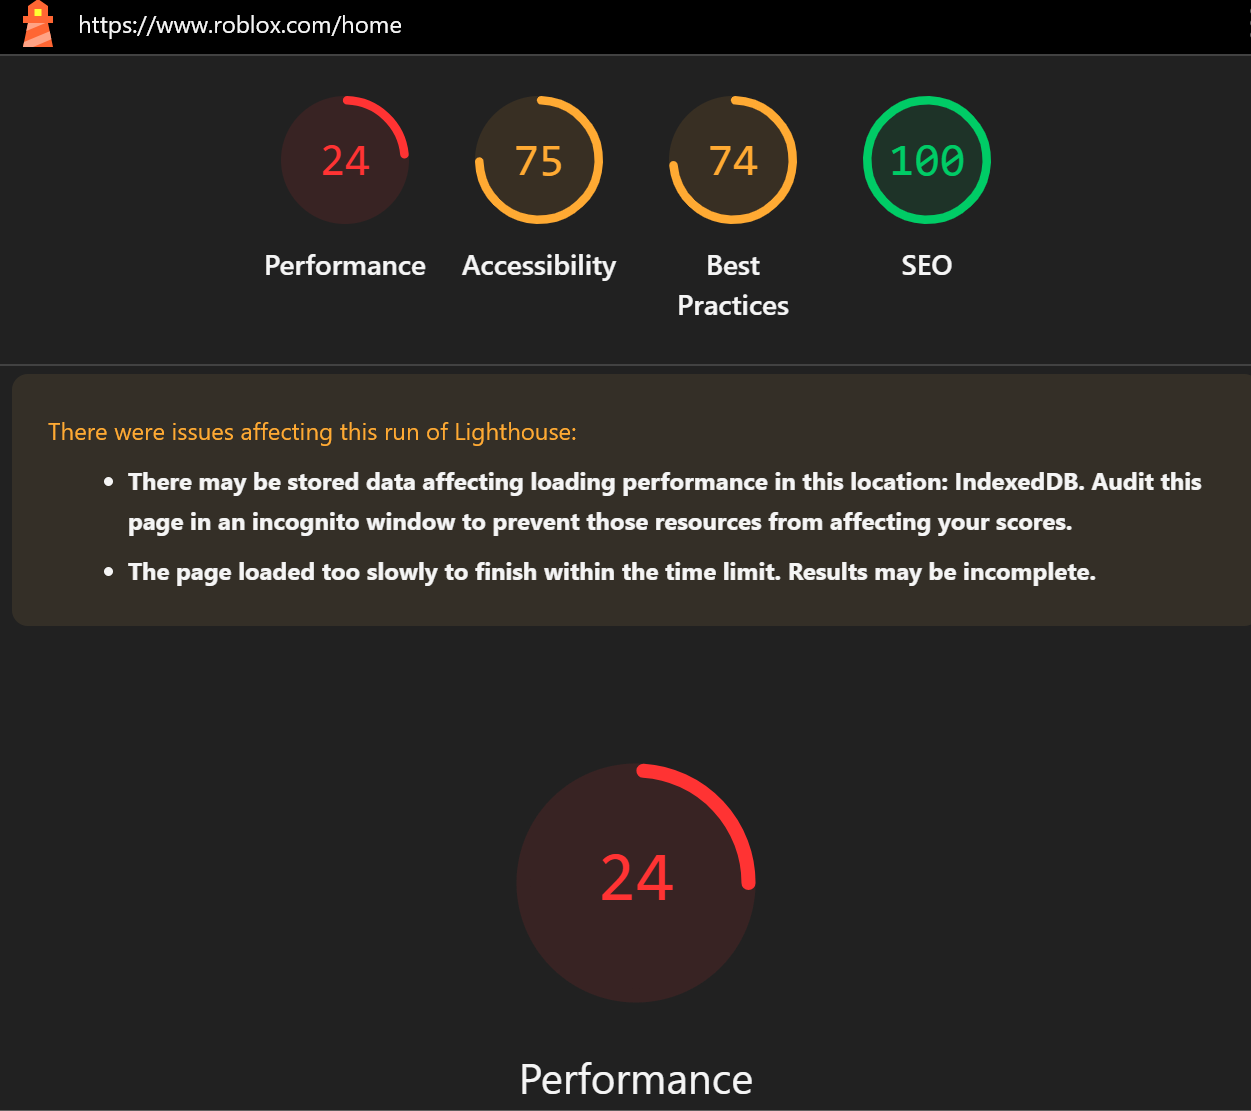 https://www.roblox.com/home
24
75
74
100
Performance
Accessibility
Best
Practices
SEO
There were issues affecting this run of Lighthouse:
• There may be stored data affecting loading performance in this location: IndexedDB. Audit this
page in an incognito window to prevent those resources from affecting your scores.
• The page loaded too slowly to finish within the time limit. Results may be incomplete.
24
Performance